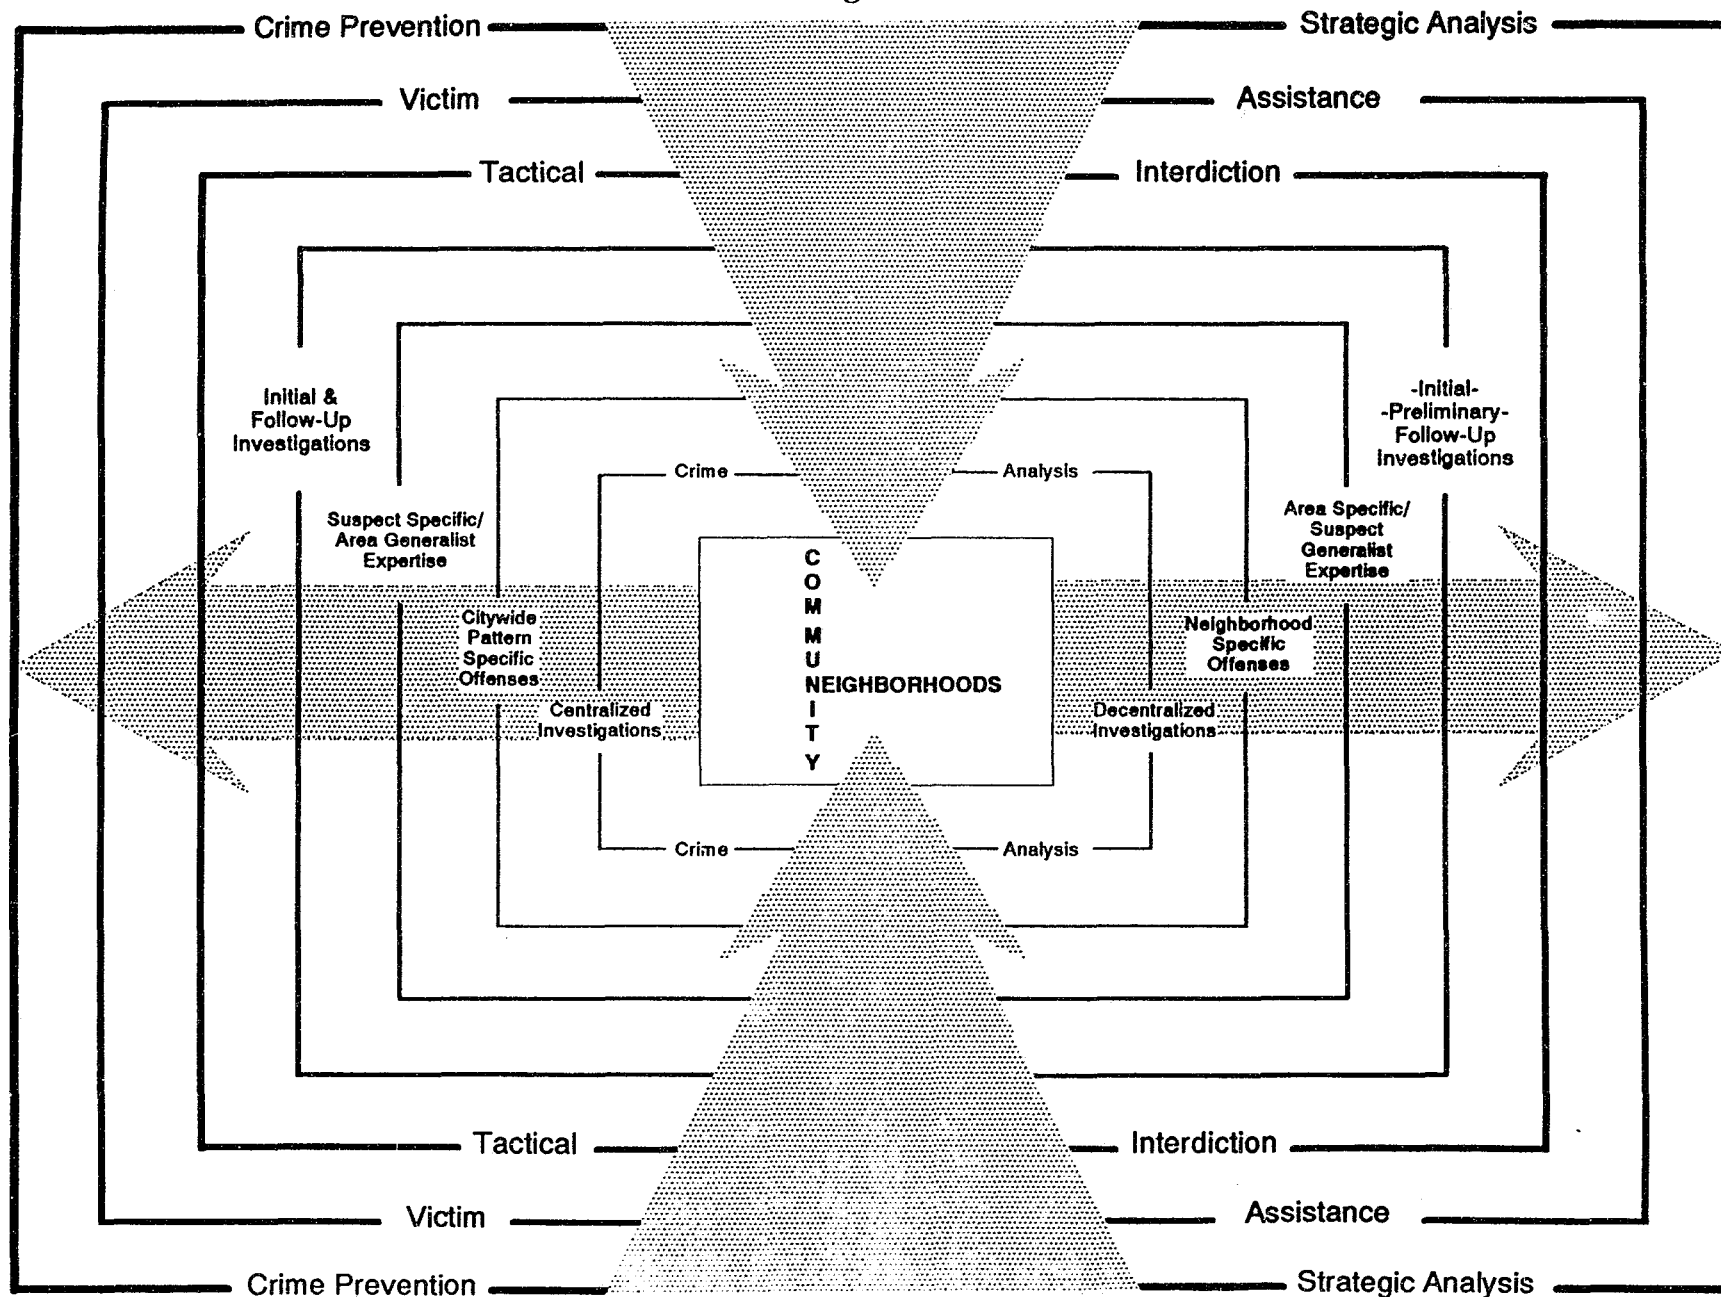 Crime Prevention
Strategic Analysis
Victim
Assistance
Tactical
Interdiction
Initial &
Follow-Up
Investigations
-Initial-
-Preliminary-
Follow-Up
Investigations
Crime
Analysis
Suspect Specific/
Area Generalist
Expertise
Area Specific/
Suspect
Generalist
Expertise
Citywide
Pattern
Specific
Offenses
Neighborhood
Specific
Offenses
Centralized
Investigations
Decentralized
Investigations
COMMUNITY
NEIGHBORHOODS
Crime
Analysis
Tactical
Interdiction
Victim
Assistance
Crime Prevention
Strategic Analysis